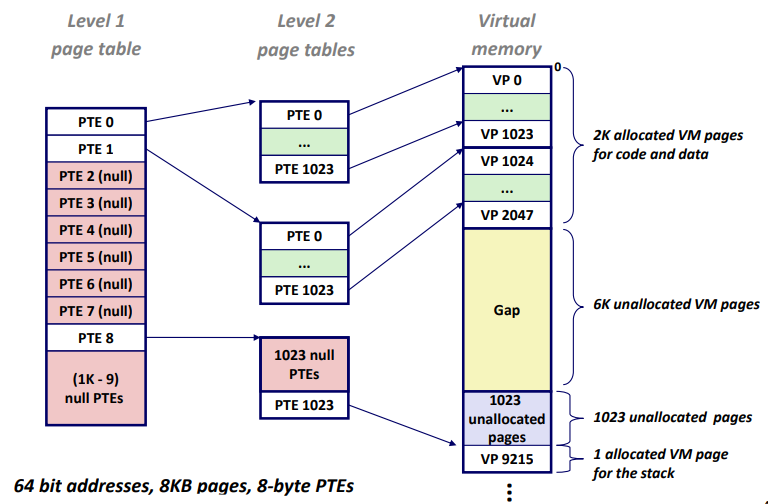 Level 1
page table
Level 2
page tables
Virtual
memory
PTE 0
PTE 1
PTE 2 (null)
PTE 3 (null)
PTE 4 (null)
PTE 5 (null)
PTE 6 (null)
PTE 7 (null)
PTE 8
(1K - 9)
null PTEs
PTE 0
...
PTE 1023
PTE 0
...
PTE 1023
1023 null
PTEs
PTE 1023
0
VP 0
...
VP 1023
VP 1024
...
VP 2047
Gap
1023
unallocated
pages
VP 9215
2K allocated VM pages
for code and data
6K unallocated VM pages
1023 unallocated pages
1 allocated VM page
for the stack
64 bit addresses, 8KB pages, 8-byte PTEs